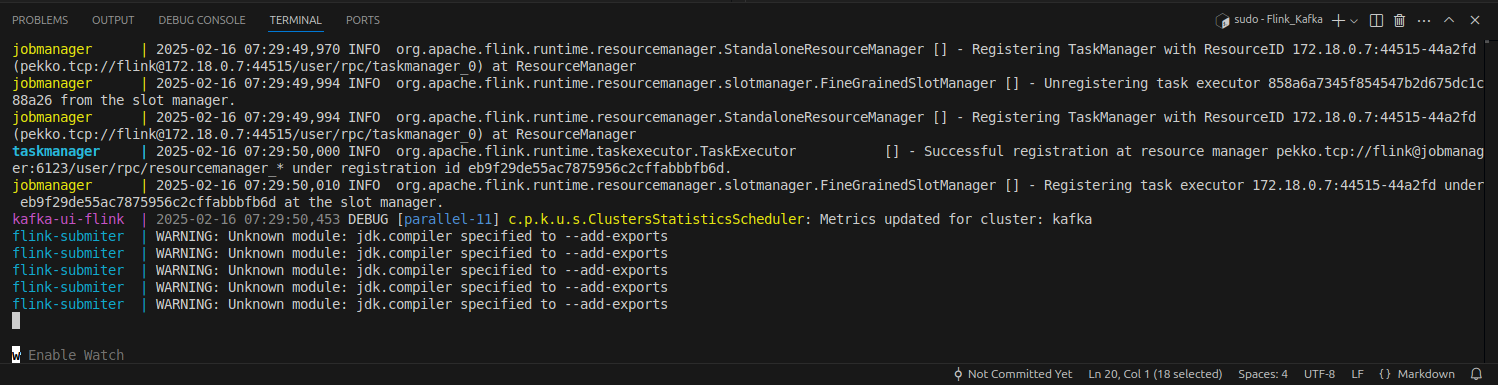 PROBLEMS OUTPUT DEBUG CONSOLE TERMINAL PORTS sudo - Flink_Kafka
jobmanager | 2025-02-16 07:29:49,970 INFO org.apache.flink.runtime.resourcemanager.StandaloneResourceManager [] - Registering TaskManager with ResourceID 172.18.0.7:44515-44a2fd
(pekko.tcp://flink@172.18.0.7:44515/user/rpc/taskmanager_0) at ResourceManager
jobmanager | 2025-02-16 07:29:49,994 INFO org.apache.flink.runtime.resourcemanager.slotmanager.FineGrainedSlotManager [] - Unregistering task executor 858a6a7345f854547b2d675dc1c
88a26 from the slot manager.
jobmanager | 2025-02-16 07:29:49,994 INFO org.apache.flink.runtime.resourcemanager.StandaloneResourceManager [] - Registering TaskManager with ResourceID 172.18.0.7:44515-44a2fd
(pekko.tcp://flink@172.18.0.7:44515/user/rpc/taskmanager_0) at ResourceManager
taskmanager | 2025-02-16 07:29:50,000 INFO org.apache.flink.runtime.taskexecutor.TaskExecutor [] - Successful registration at resource manager pekko.tcp://flink@jobmanag
er:6123/user/rpc/resourcemanager_* under registration id eb9f29de55ac7875956c2cffabbbfb6d.
jobmanager | 2025-02-16 07:29:50,010 INFO org.apache.flink.runtime.resourcemanager.slotmanager.FineGrainedSlotManager [] - Registering task executor 172.18.0.7:44515-44a2fd under
eb9f29de55ac7875956c2cffabbbfb6d at the slot manager.
kafka-ui-flink | 2025-02-16 07:29:50,453 DEBUG [parallel-11] c.p.k.u.s.ClustersStatisticsScheduler: Metrics updated for cluster: kafka
flink-submiter | WARNING: Unknown module: jdk.compiler specified to --add-exports
flink-submiter | WARNING: Unknown module: jdk.compiler specified to --add-exports
flink-submiter | WARNING: Unknown module: jdk.compiler specified to --add-exports
flink-submiter | WARNING: Unknown module: jdk.compiler specified to --add-exports
flink-submiter | WARNING: Unknown module: jdk.compiler specified to --add-exports
w Enable Watch
Not Committed Yet Ln 20, Col 1 (18 selected) Spaces: 4 UTF-8 LF {} Markdown